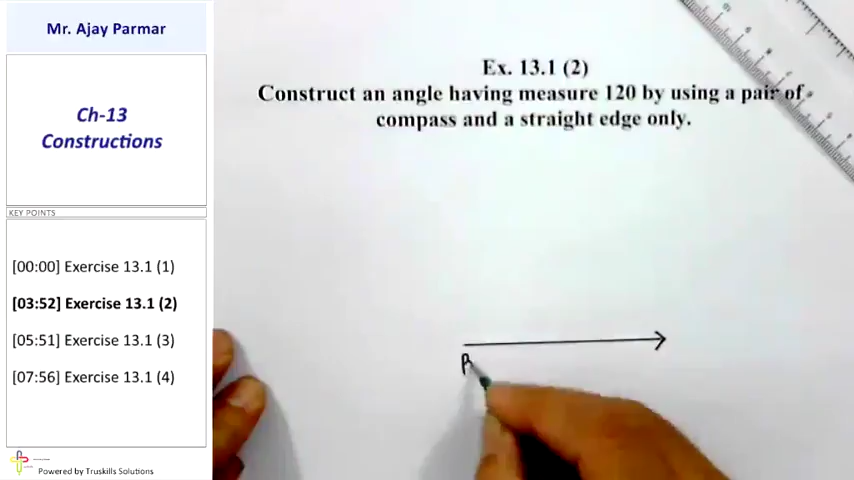 Mr. Ajay Parmar
Ch-13
Constructions
KEY POINTS
[00:00] Exercise 13.1 (1)
[03:52] Exercise 13.1 (2)
[05:51] Exercise 13.1 (3)
[07:56] Exercise 13.1 (4)
Powered by Truskills Solutions
Ex. 13.1 (2)
Construct an angle having measure 120 by using a pair of
compass and a straight edge only.